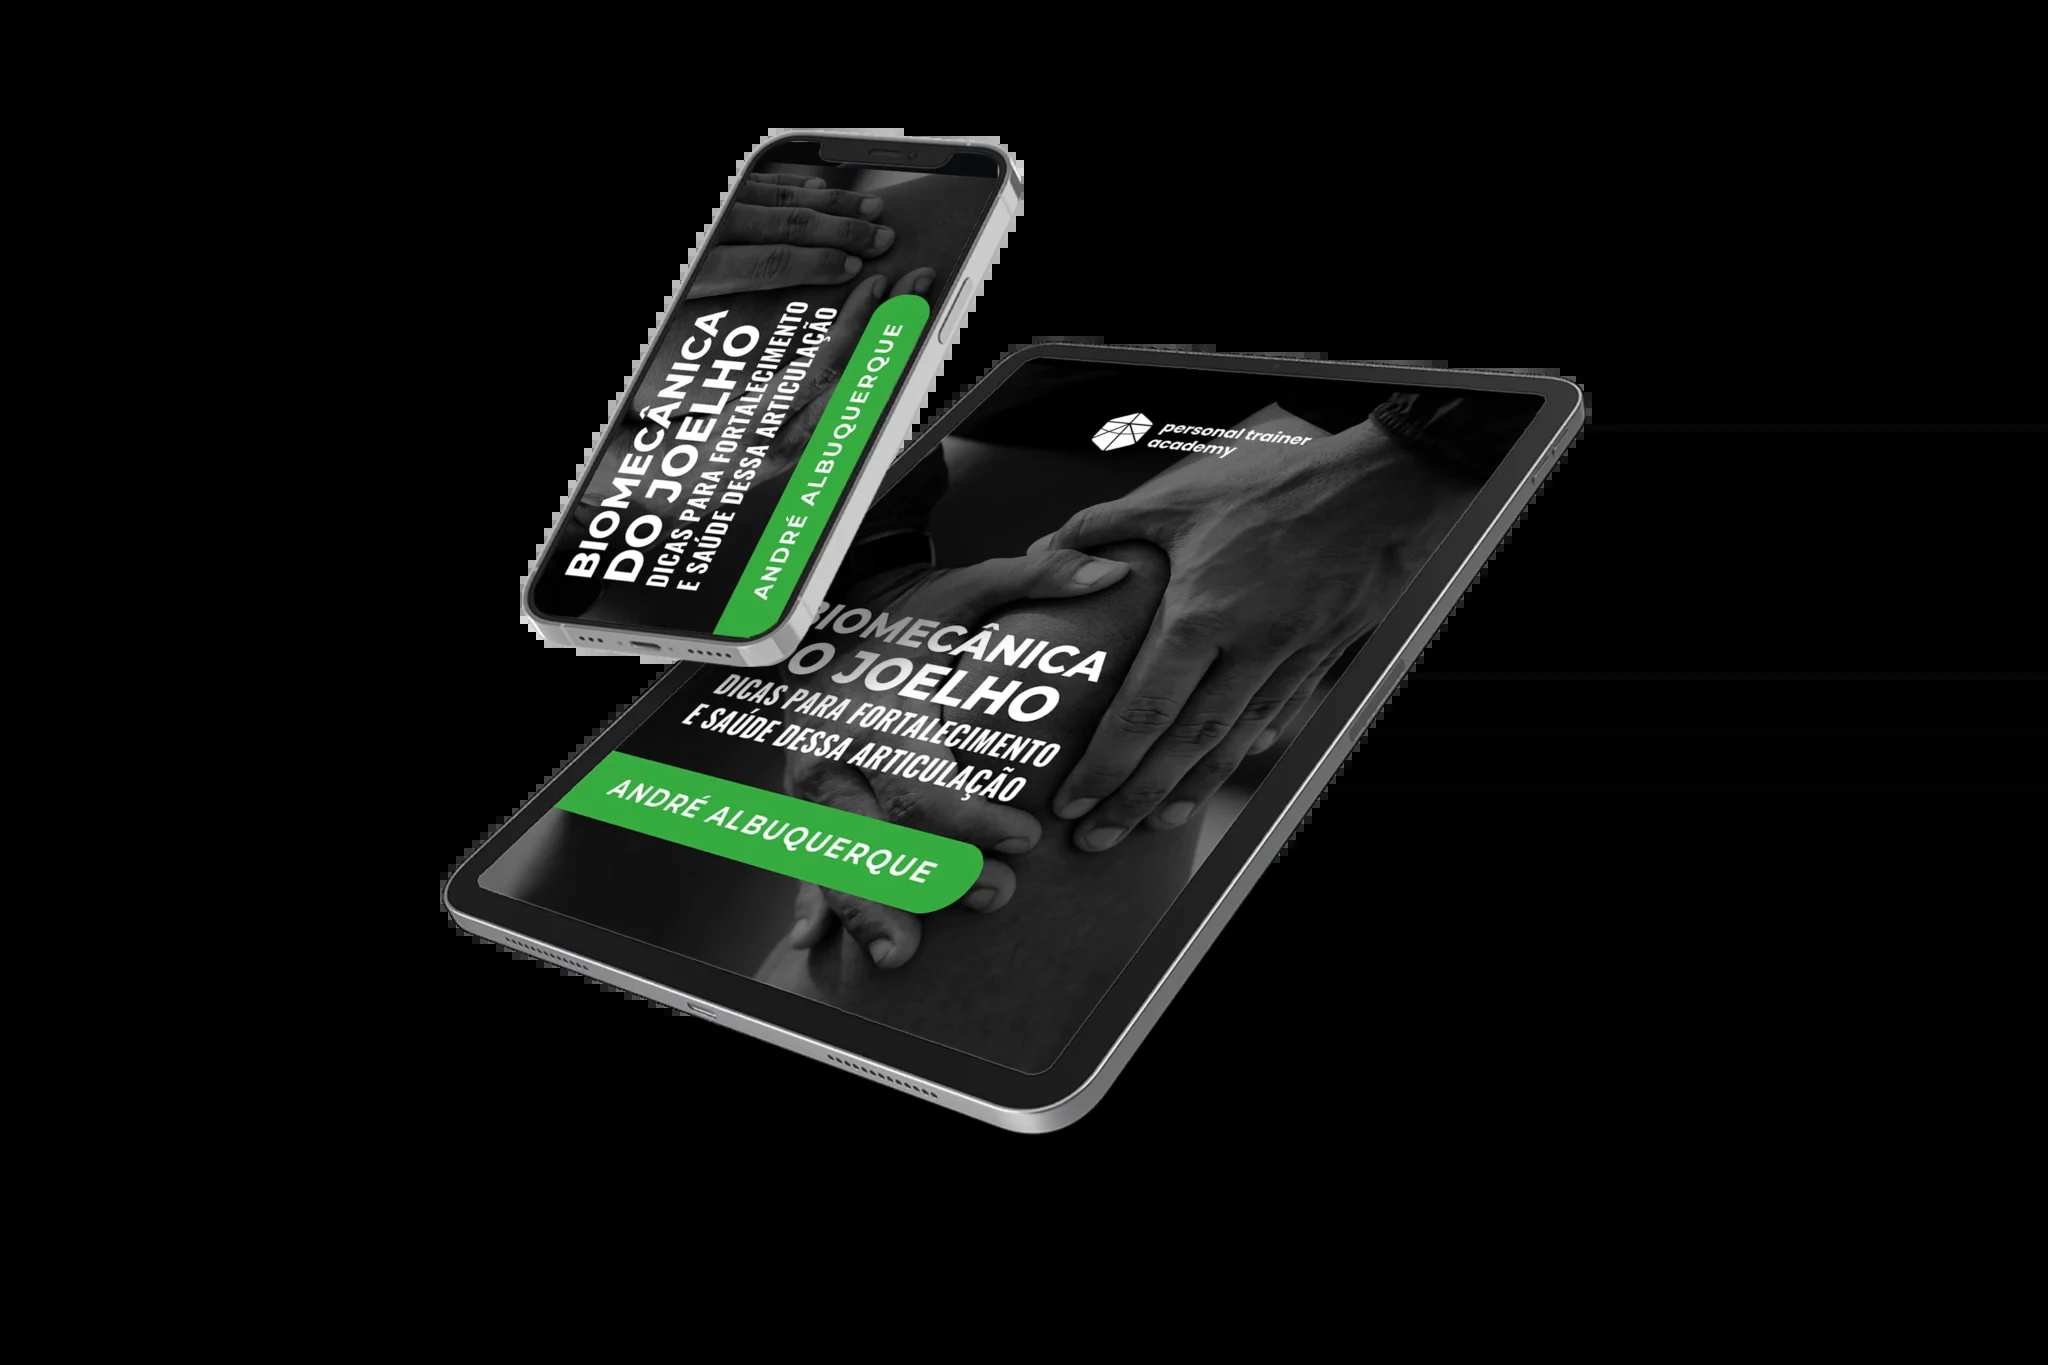 BIOMECÂNICA
DO JOELHO
DICAS PARA FORTALECIMENTO
E SAÚDE DESSA ARTICULAÇÃO
ANDRÉ ALBUQUERQUE
personal trainer
academy
BIOMECÂNICA
O JOELHO
DICAS PARA FORTALECIMENTO
E SAÚDE DESSA ARTICULAÇÃO
ANDRÉ ALBUQUERQUE